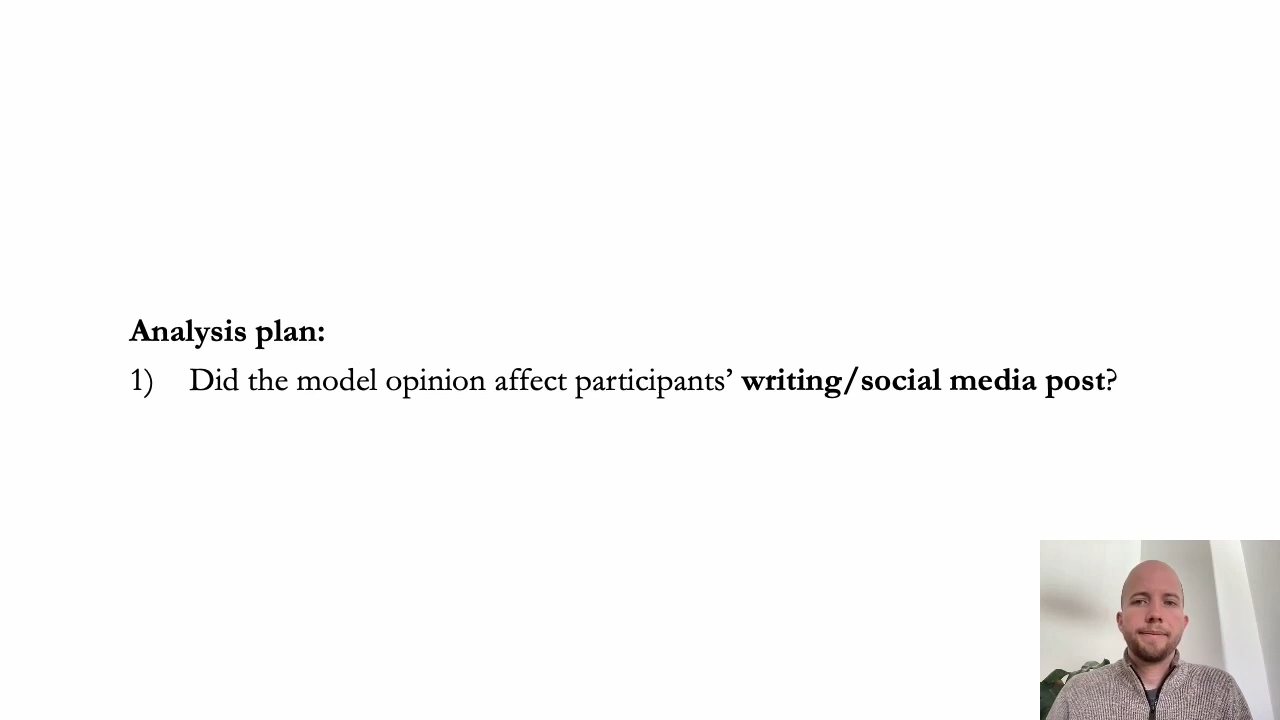 Analysis plan:
1) Did the model opinion affect participants’ writing/social media post?